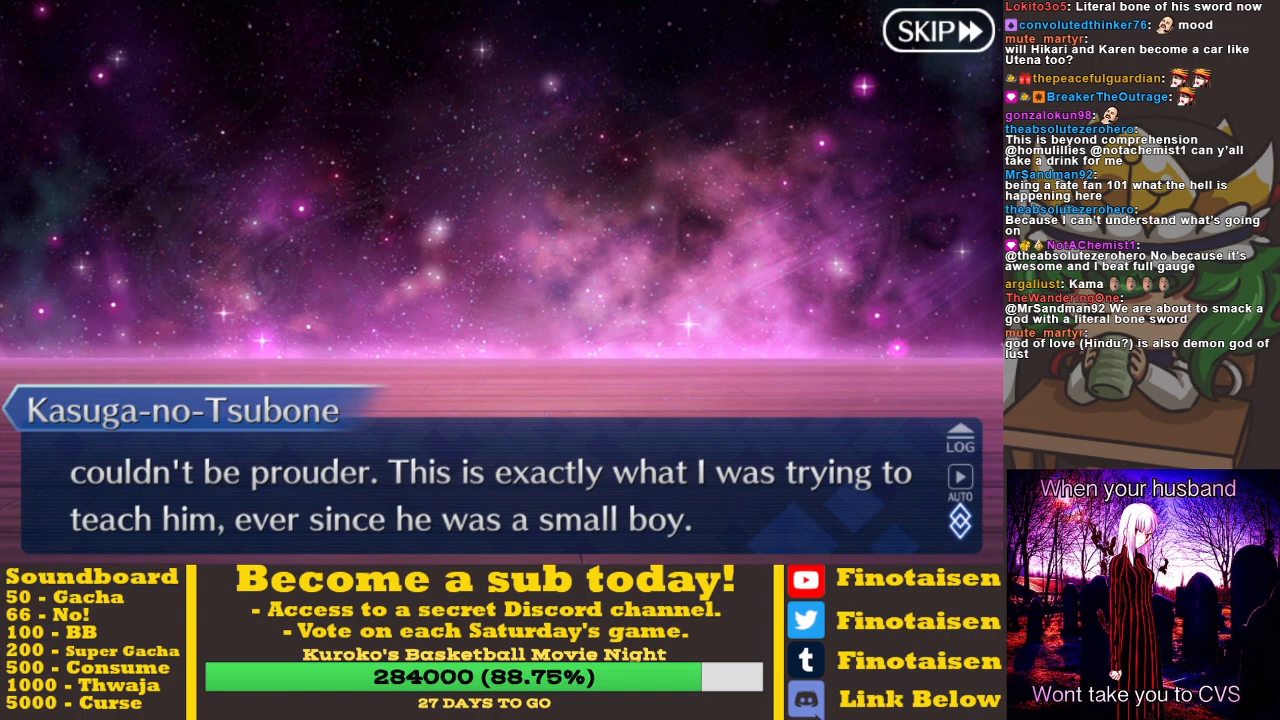 SKIP
Kasuga-no-Tsubone
couldn't be prouder. This is exactly what I was trying to
teach him, ever since he was a small boy.
LOG
AUTO
Lokito3o5: Literal bone of his sword now
convolutedthinker76: mood
mute_martyr:
will Hikari and Karen become a car like
Utena too?
thepeacefulguardian:
BreakerTheOutrage:
gonzalokun98:
theabsolutezerohero:
This is beyond comprehension
@homulillies @notachemist1 can y'all
take a drink for me
MrSandman92:
being a fate fan 101 what the hell is
happening here
theabsolutezerohero:
Because I can't understand what's going
on
NotAChemist1:
@theabsolutezerohero No because it's
awesome and I beat full gauge
argaliust: Kama
TheWanderingOne:
@MrSandman92 We are about to smack a
god with a literal bone sword
mute_martyr:
god of love (Hindu?) is also demon god of
lust
When your husband
Wont take you to CVS
Soundboard
50 - Gacha
66 - No!
100 - BB
200 - Super Gacha
500 - Consume
1000 - Thwaja
5000 - Curse
Become a sub today!
- Access to a secret Discord channel.
- Vote on each Saturday's game.
Kuroko's Basketball Movie Night
284000 (88.75%)
27 DAYS TO GO
Finotaisen
Finotaisen
t Finotaisen
Link Below